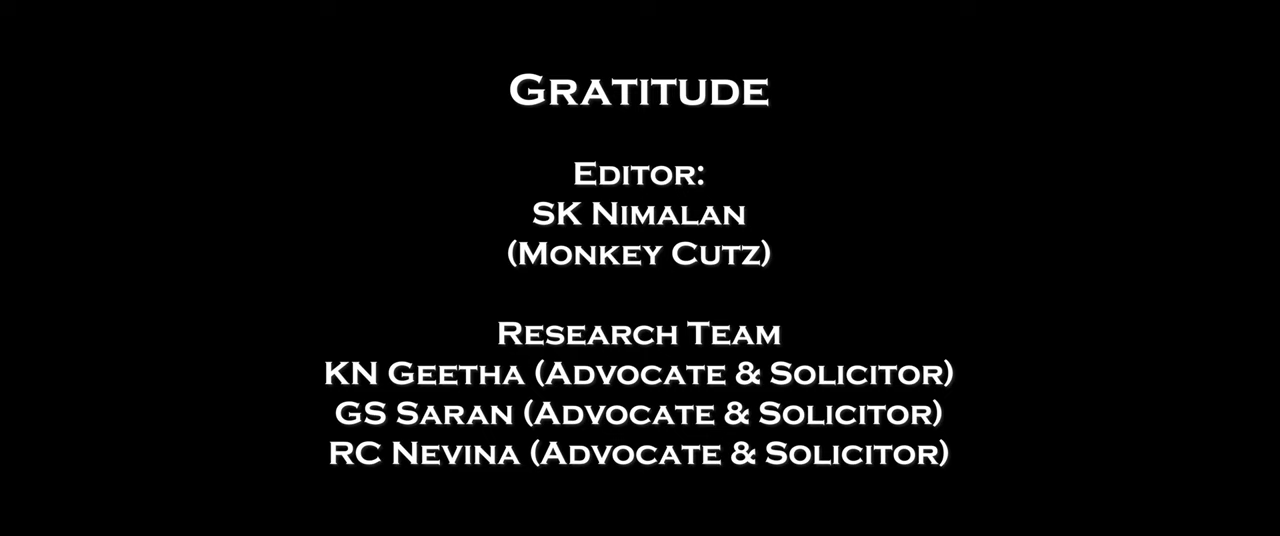 Gratitude
Editor:
SK Nimalan
(Monkey Cutz)
Research Team
KN Geetha (Advocate & Solicitor)
GS Saran (Advocate & Solicitor)
RC Nevina (Advocate & Solicitor)